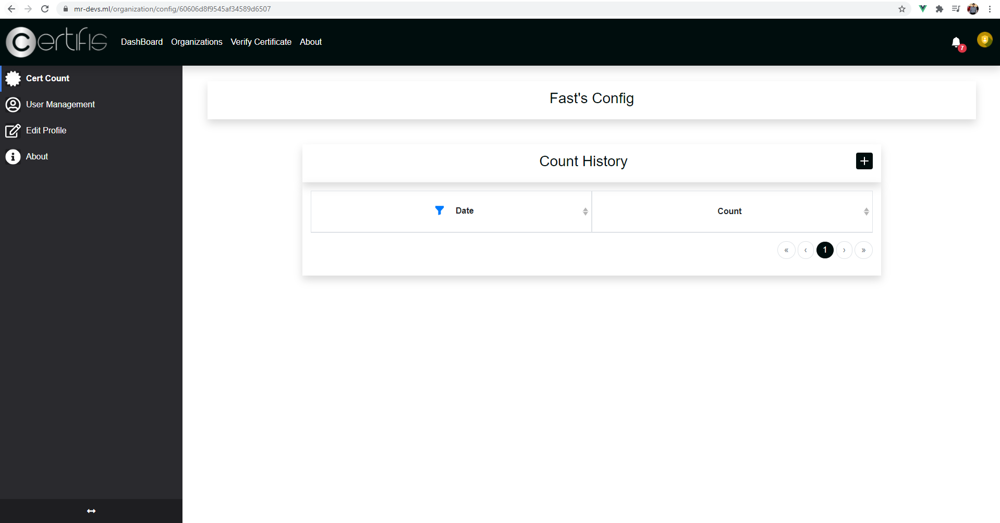 mr-devs.ml/organization/config/60606d8f9545af34589d6507
certifis DashBoard Organizations Verify Certificate About 7
Cert Count
User Management
Edit Profile
About
Fast's Config
Count History
Date Count
« ‹ 1 › »